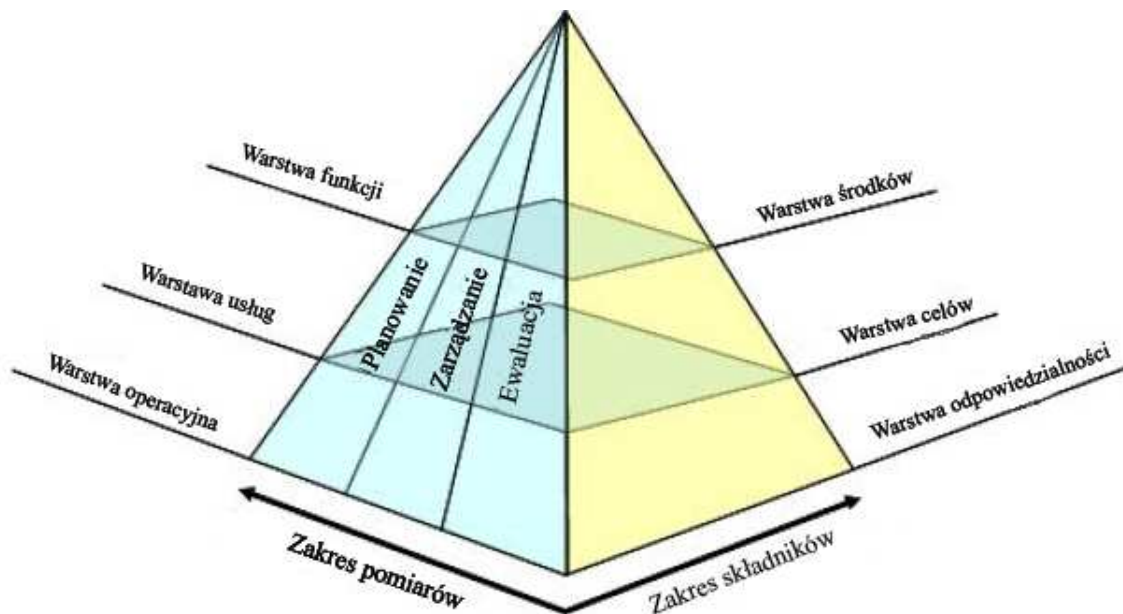 Warstwa funkcji
Warstwa środków
Warstawa usług
Planowanie
Zarządzanie
Ewaluacja
Warstwa celów
Warstwa operacyjna
Warstwa odpowiedzialności
Zakres pomiarów
Zakres składników